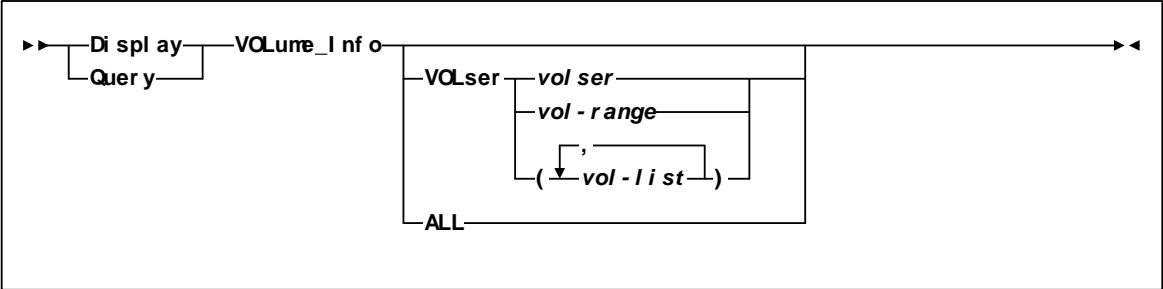 Display VOLume_Info
Query VOLser volser
vol-range
,
( vol-list )
ALL